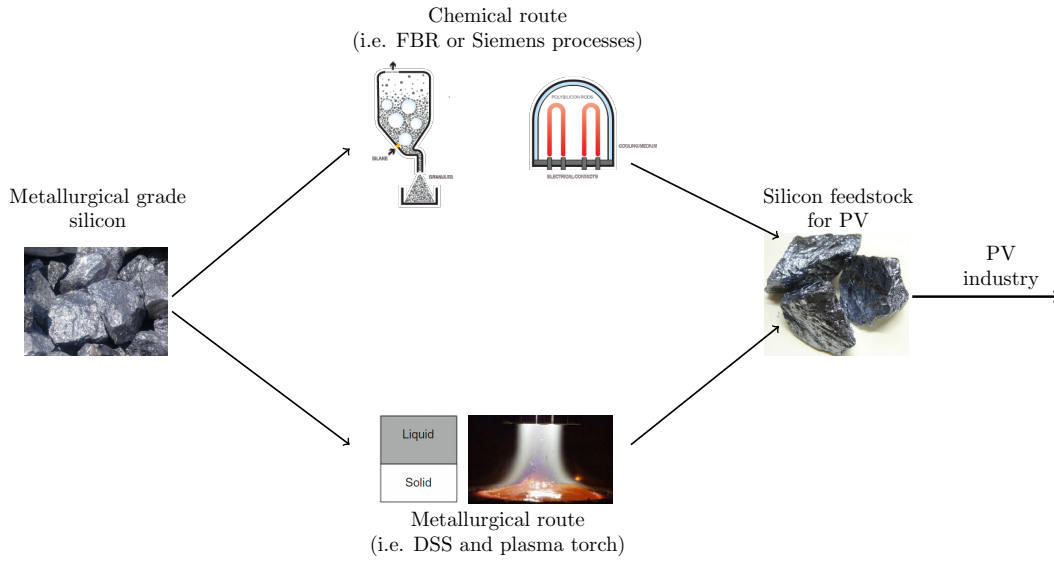 Chemical route
(i.e. FBR or Siemens processes)
POLYSILICON RODS
COOLING MEDIUM
SILANE
GRANULES
ELECTRICAL CONTACTS
Metallurgical grade
silicon
Silicon feedstock
for PV
PV
industry
Liquid
Solid
Metallurgical route
(i.e. DSS and plasma torch)